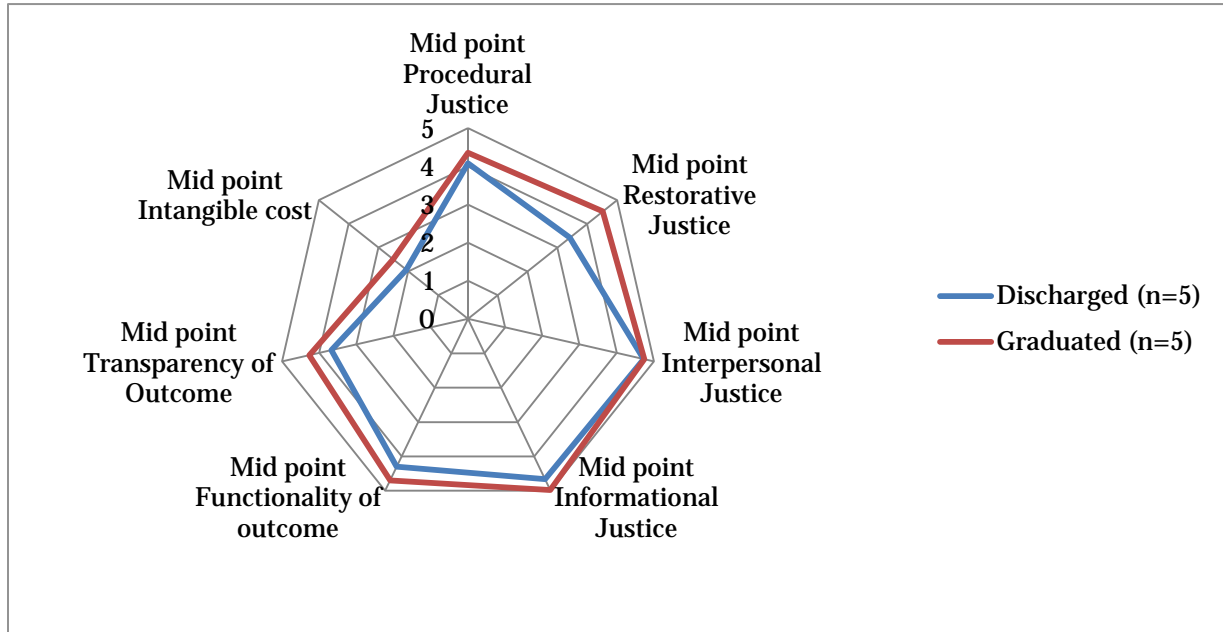 Mid point
Procedural
Justice
Mid point
Restorative
Justice
Mid point
Interpersonal
Justice
Mid point
Informational
Justice
Mid point
Functionality of
outcome
Mid point
Transparency of
Outcome
Mid point
Intangible cost
5
4
3
2
1
0
Discharged (n=5)
Graduated (n=5)